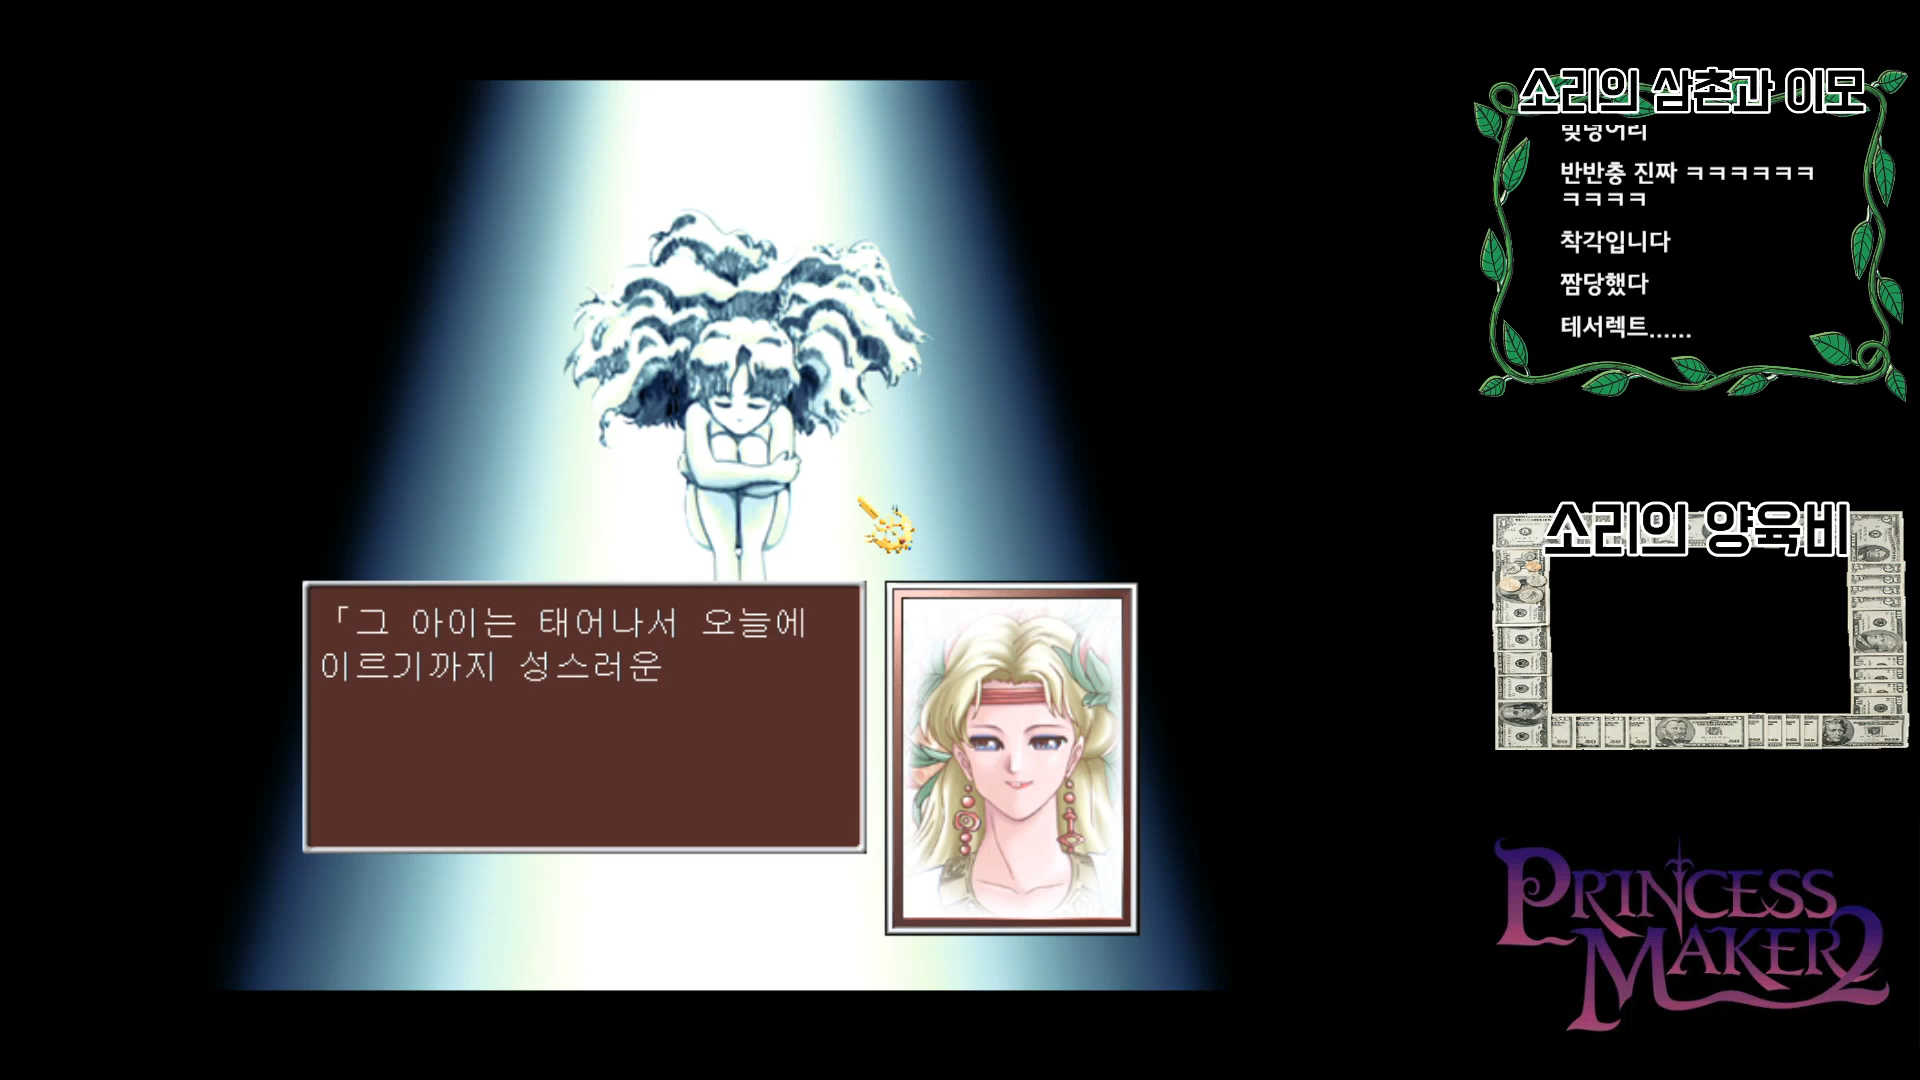 「그 아이는 태어나서 오늘에
이르기까지 성스러운
소리의 삼촌과 이모
반반충 진짜 ㅋㅋㅋㅋㅋㅋ
ㅋㅋㅋㅋ
착각입니다
짬당했다
테서렉트......
소리의 양육비
PRINCESS
MAKER2